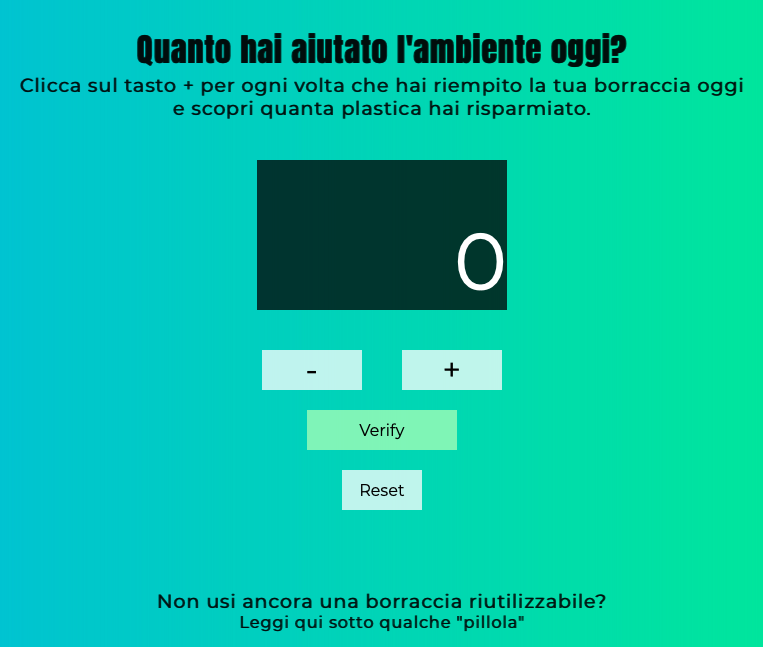 Quanto hai aiutato l'ambiente oggi?
Clicca sul tasto + per ogni volta che hai riempito la tua borraccia oggi
e scopri quanta plastica hai risparmiato.
0
- +
Verify
Reset
Non usi ancora una borraccia riutilizzabile?
Leggi qui sotto qualche "pillola"